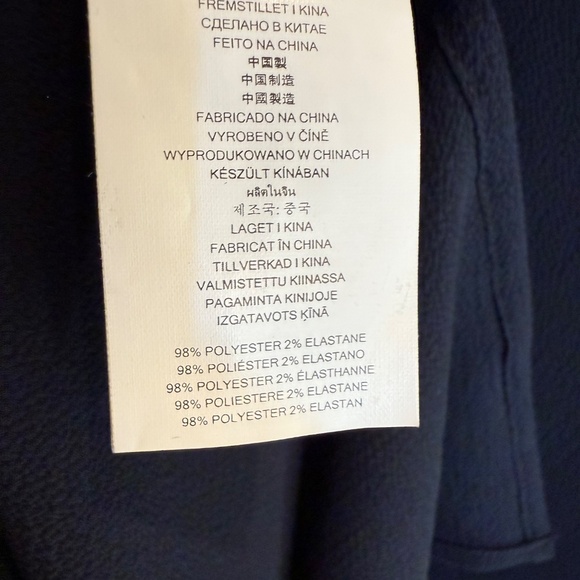 FREMSTILLET I KINA
СДЕЛАНО В КИТАЕ
FEITO NA CHINA
中国製
中国制造
中國製造
FABRICADO NA CHINA
VYROBENO V ČÍNĚ
WYPRODUKOWANO W CHINACH
KÉSZÜLT KÍNÁBAN
ผลิตในจีน
제조국: 중국
LAGET I KINA
FABRICAT ÎN CHINA
TILLVERKAD I KINA
VALMISTETTU KIINASSA
PAGAMINTA KINIJOJE
IZGATAVOTS ĶĪNĀ
98% POLYESTER 2% ELASTANE
98% POLIÉSTER 2% ELASTANO
98% POLYESTER 2% ÉLASTHANNE
98% POLIESTERE 2% ELASTANE
98% POLYESTER 2% ELASTAN